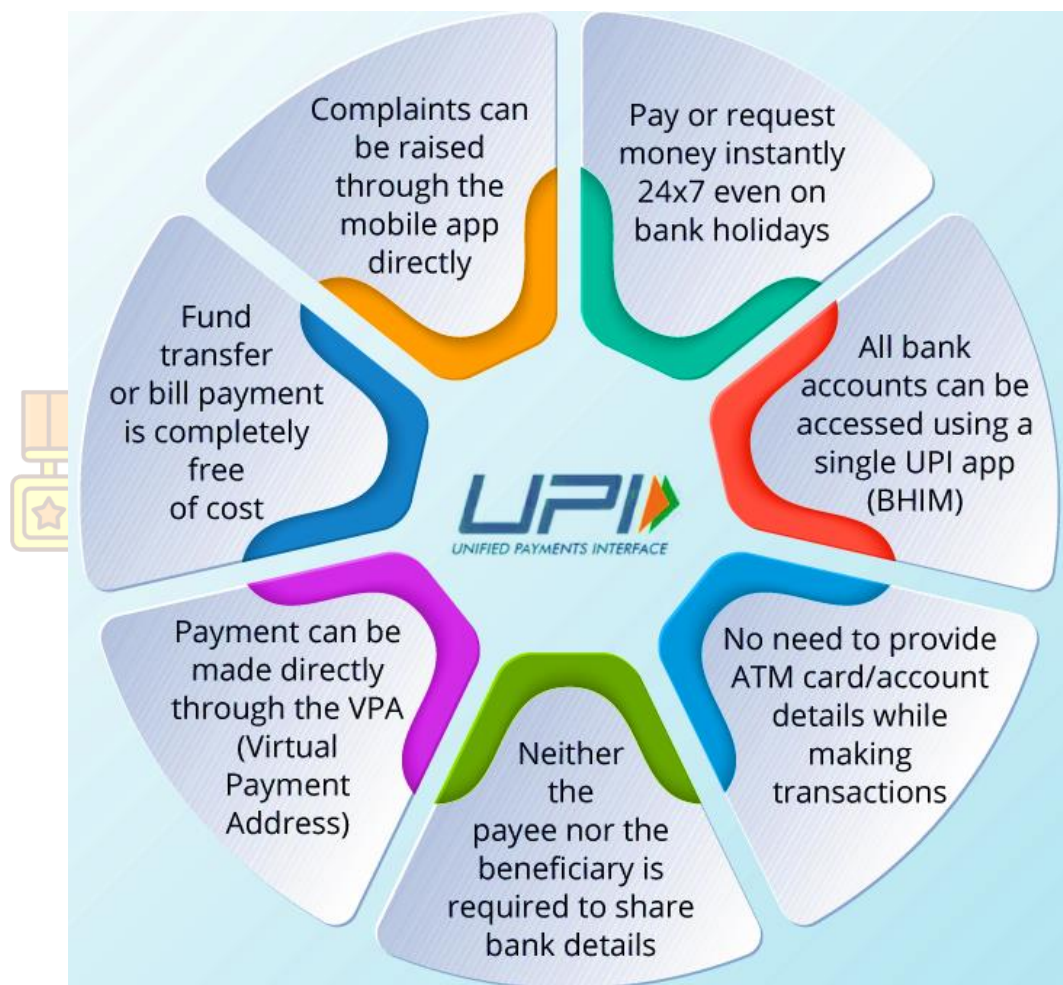 Complaints can
be raised
through the
mobile app
directly
Pay or request
money instantly
24x7 even on
bank holidays
All bank
accounts can be
accessed using a
single UPI app
(BHIM)
No need to provide
ATM card/account
details while
making
transactions
Neither
the
payee nor the
beneficiary is
required to share
bank details
Payment can be
made directly
through the VPA
(Virtual
Payment
Address)
Fund
transfer
or bill payment
is completely
free
of cost
UPI
UNIFIED PAYMENTS INTERFACE